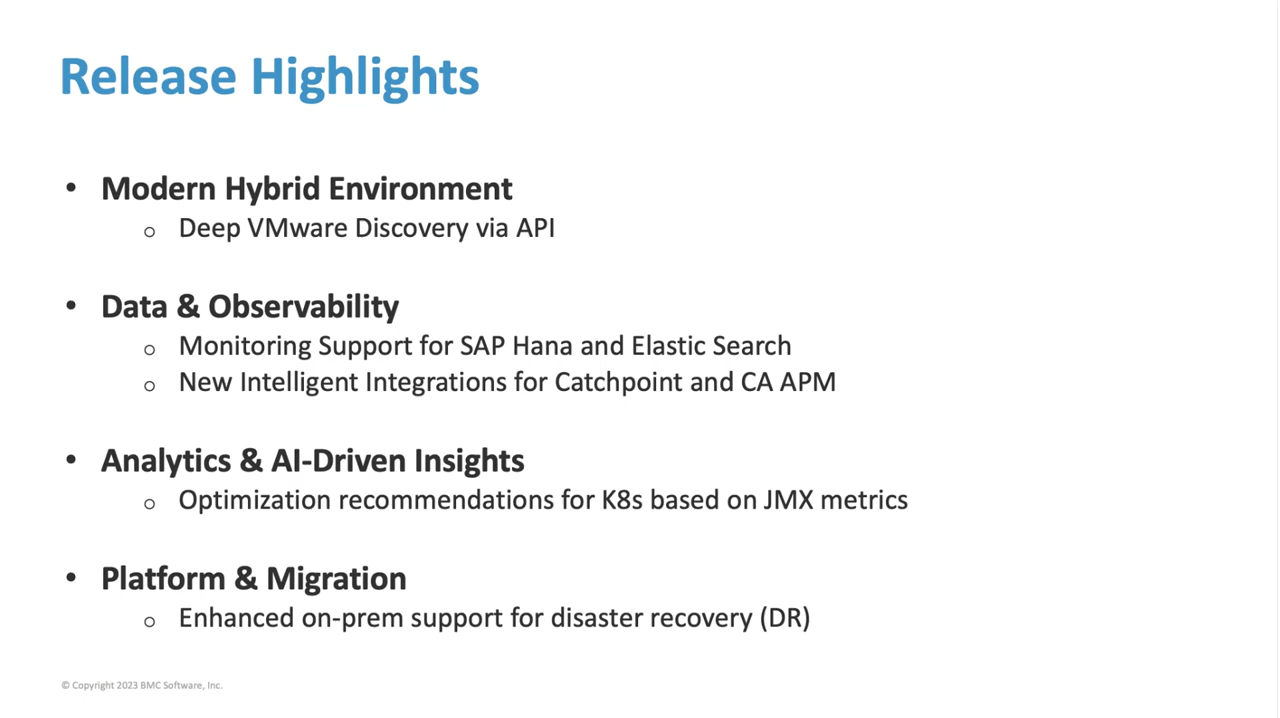 Release Highlights
• Modern Hybrid Environment
o Deep VMware Discovery via API
• Data & Observability
o Monitoring Support for SAP Hana and Elastic Search
o New Intelligent Integrations for Catchpoint and CA APM
• Analytics & AI-Driven Insights
o Optimization recommendations for K8s based on JMX metrics
• Platform & Migration
o Enhanced on-prem support for disaster recovery (DR)
© Copyright 2023 BMC Software, Inc.